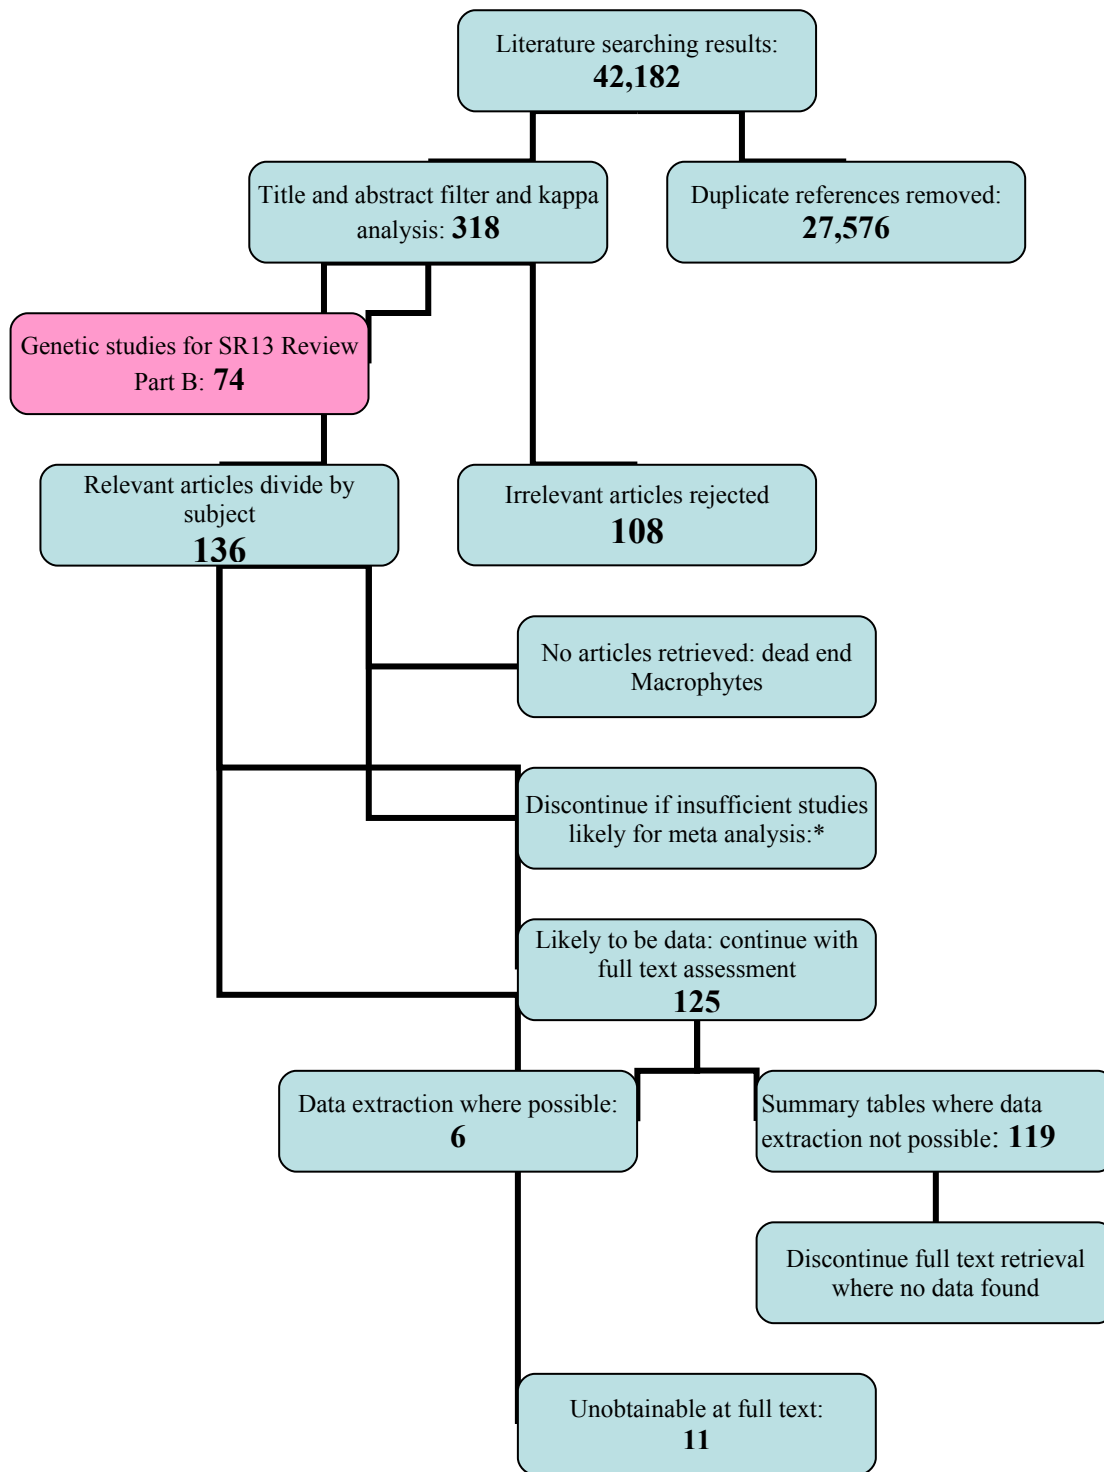 Literature searching results:
42,182
Title and abstract filter and kappa
analysis: 318
Duplicate references removed:
27,576
Genetic studies for SR13 Review
Part B: 74
Relevant articles divide by
subject
136
Irrelevant articles rejected
108
No articles retrieved: dead end
Macrophytes
Discontinue if insufficient studies
likely for meta analysis:*
Likely to be data: continue with
full text assessment
125
Data extraction where possible:
6
Summary tables where data
extraction not possible: 119
Discontinue full text retrieval
where no data found
Unobtainable at full text:
11